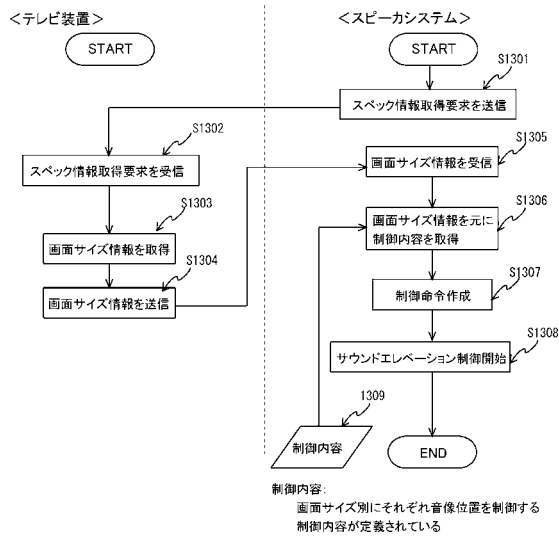 ＜テレビ装置＞
＜スピーカシステム＞
START
START
S1301
スペック情報取得要求を送信
S1302
スペック情報取得要求を受信
S1303
画面サイズ情報を取得
S1304
画面サイズ情報を送信
S1305
画面サイズ情報を受信
S1306
画面サイズ情報を元に
制御内容を取得
S1307
制御命令作成
S1308
サウンドエレベーション制御開始
1309
制御内容
END
制御内容：
画面サイズ別にそれぞれ音像位置を制御する
制御内容が定義されている